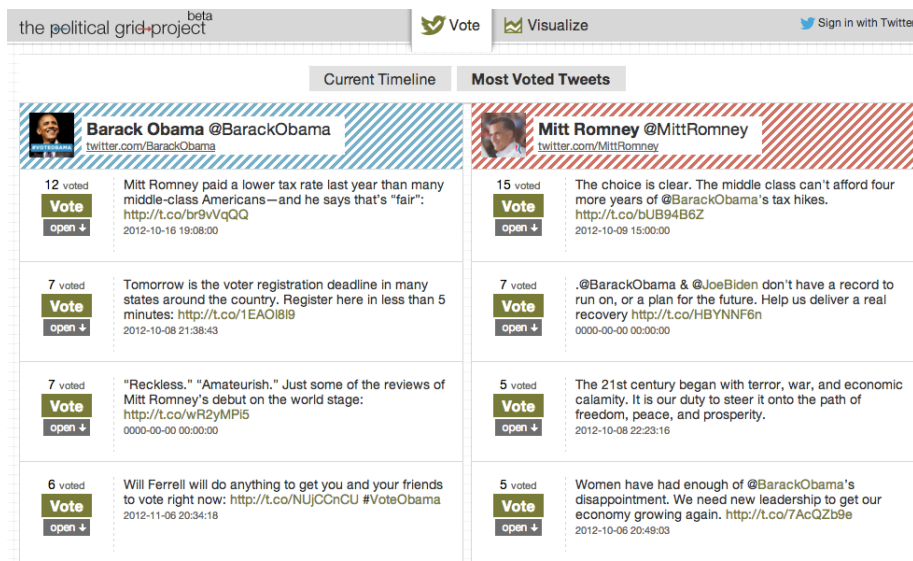 the political grid-project beta
Vote
Visualize
Sign in with Twitte
Current Timeline
Most Voted Tweets
#VOTEOBAMA
Barack Obama @BarackObama
twitter.com/BarackObama
12 voted
Vote
open ↓
Mitt Romney paid a lower tax rate last year than many
middle-class Americans—and he says that's "fair":
http://t.co/br9vVqQQ
2012-10-16 19:08:00
7 voted
Vote
open ↓
Tomorrow is the voter registration deadline in many
states around the country. Register here in less than 5
minutes: http://t.co/1EAOl8l9
2012-10-08 21:38:43
7 voted
Vote
open ↓
"Reckless." "Amateurish." Just some of the reviews of
Mitt Romney's debut on the world stage:
http://t.co/wR2yMPi5
0000-00-00 00:00:00
6 voted
Vote
open ↓
Will Ferrell will do anything to get you and your friends
to vote right now: http://t.co/NUjCCnCU #VoteObama
2012-11-06 20:34:18
Mitt Romney @MittRomney
twitter.com/MittRomney
15 voted
Vote
open ↓
The choice is clear. The middle class can't afford four
more years of @BarackObama's tax hikes.
http://t.co/bUB94B6Z
2012-10-09 15:00:00
7 voted
Vote
open ↓
.@BarackObama & @JoeBiden don't have a record to
run on, or a plan for the future. Help us deliver a real
recovery http://t.co/HBYNNF6n
0000-00-00 00:00:00
5 voted
Vote
open ↓
The 21st century began with terror, war, and economic
calamity. It is our duty to steer it onto the path of
freedom, peace, and prosperity.
2012-10-08 22:23:16
5 voted
Vote
open ↓
Women have had enough of @BarackObama's
disappointment. We need new leadership to get our
economy growing again. http://t.co/7AcQZb9e
2012-10-06 20:49:03